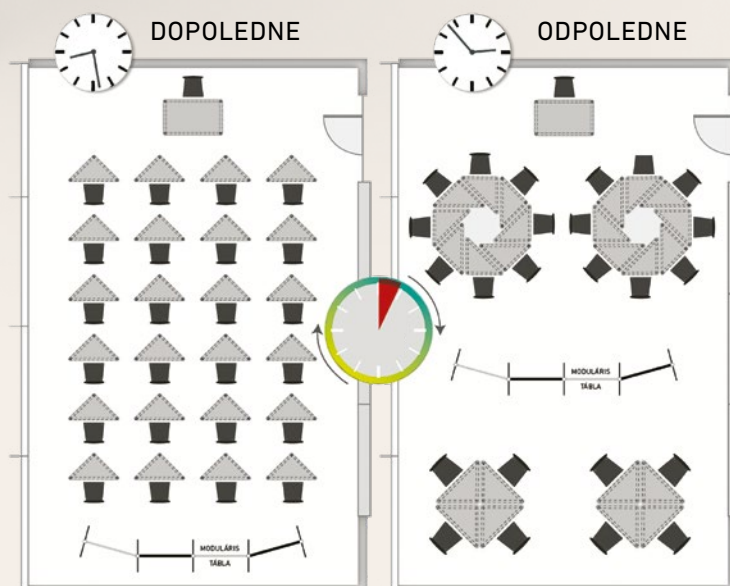 DOPOLEDNE
ODPOLEDNE
MODULÁRIS
TÁBLA
MODULÁRIS
TÁBLA